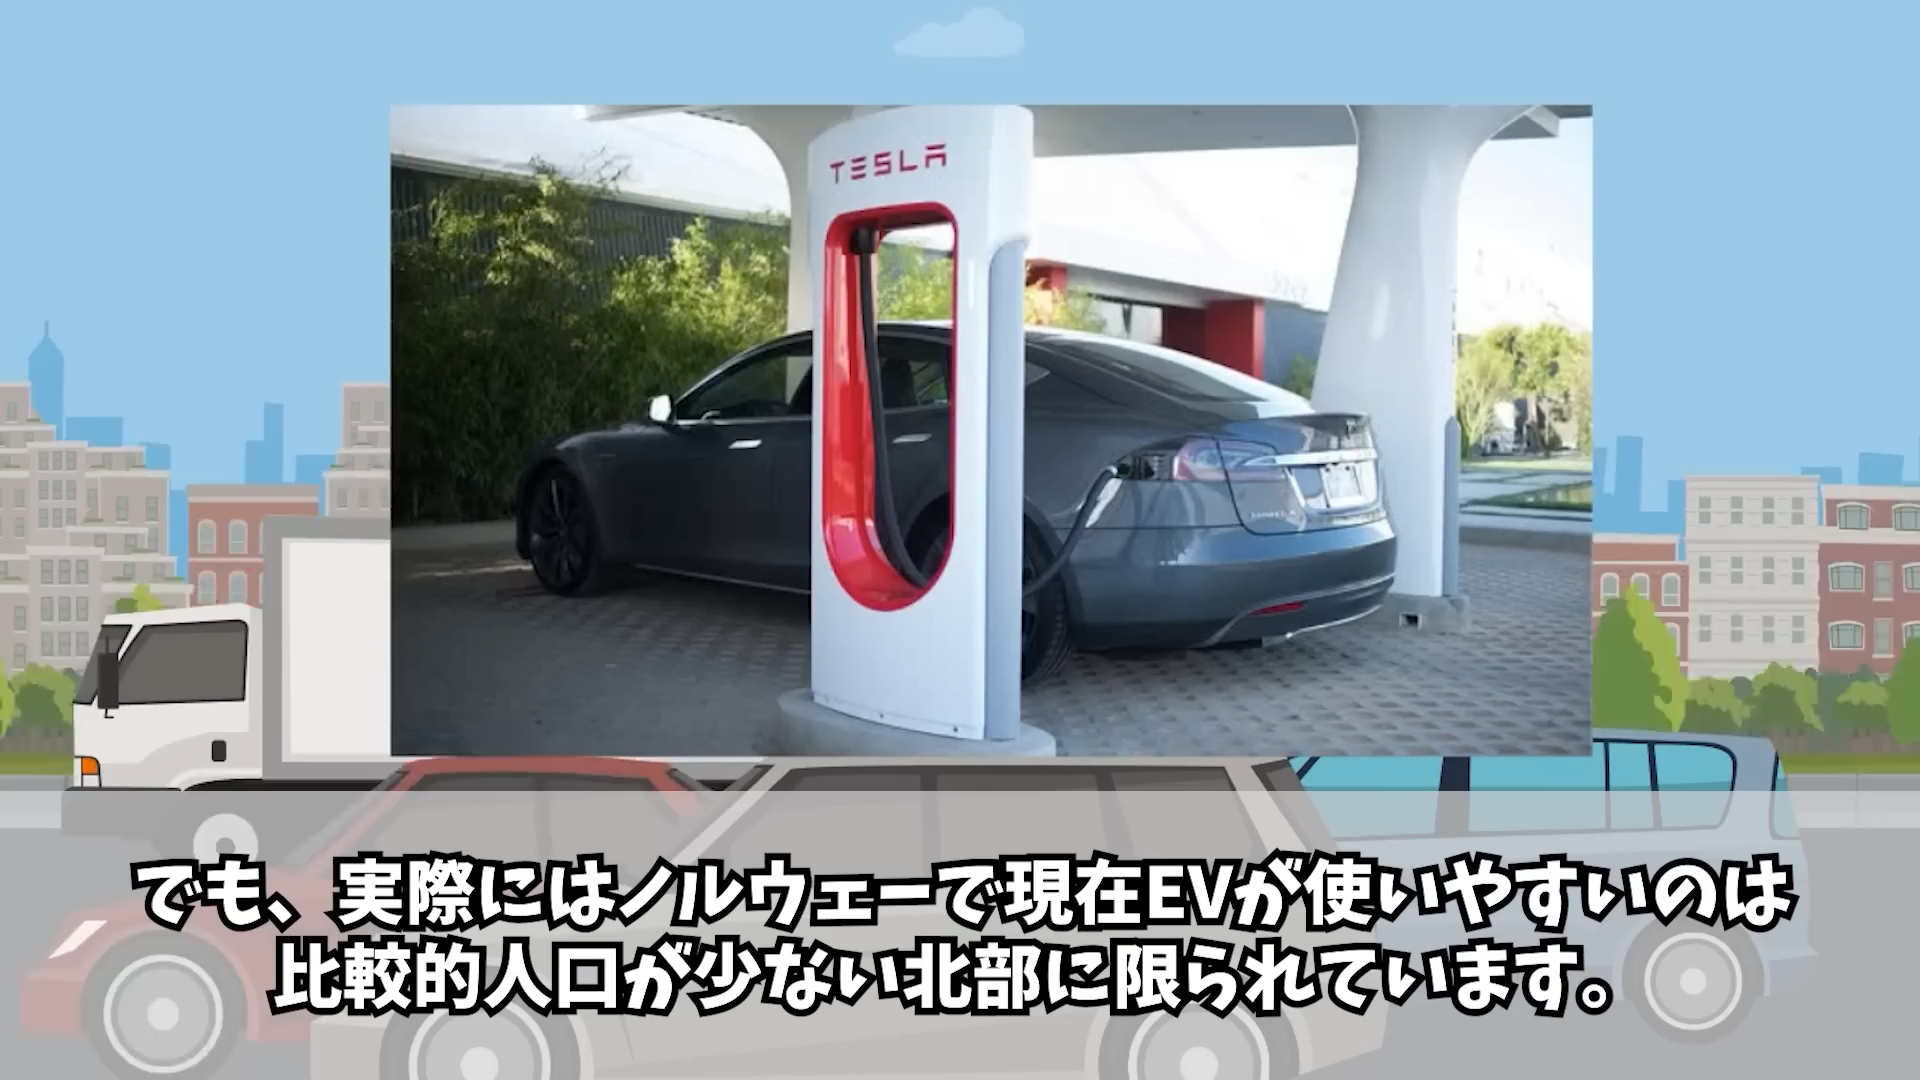 TESLA
でも、実際にはノルウェーで現在EVが使いやすいのは
比較的人口が少ない北部に限られています。